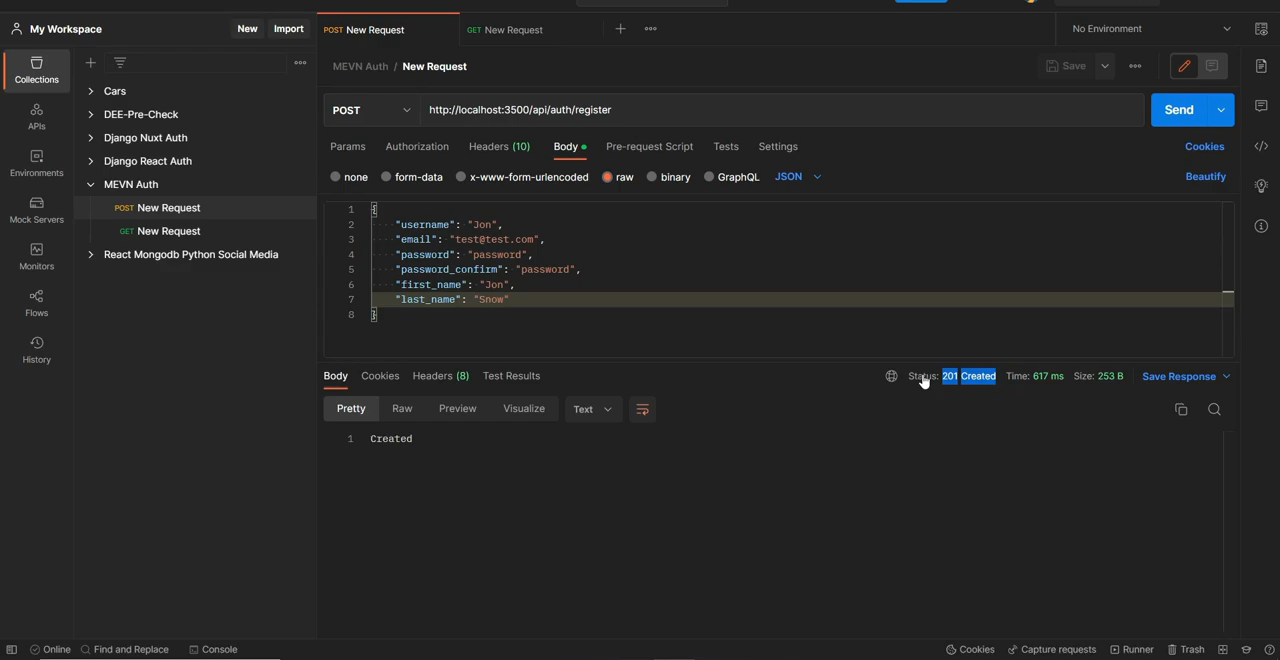 My Workspace
New
Import
POST New Request
GET New Request
No Environment
Collections
APIs
Environments
Mock Servers
Monitors
Flows
History
Cars
DEE-Pre-Check
Django Nuxt Auth
Django React Auth
MEVN Auth
POST New Request
GET New Request
React Mongodb Python Social Media
MEVN Auth / New Request
Save
POST
http://localhost:3500/api/auth/register
Send
Params
Authorization
Headers (10)
Body
Pre-request Script
Tests
Settings
Cookies
none
form-data
x-www-form-urlencoded
raw
binary
GraphQL
JSON
Beautify
1 {
2 "username": "Jon",
3 "email": "test@test.com",
4 "password": "password",
5 "password_confirm": "password",
6 "first_name": "Jon",
7 "last_name": "Snow"
8 }
Body
Cookies
Headers (8)
Test Results
Status: 201 Created
Time: 617 ms
Size: 253 B
Save Response
Pretty
Raw
Preview
Visualize
Text
1 Created
Online
Find and Replace
Console
Cookies
Capture requests
Runner
Trash